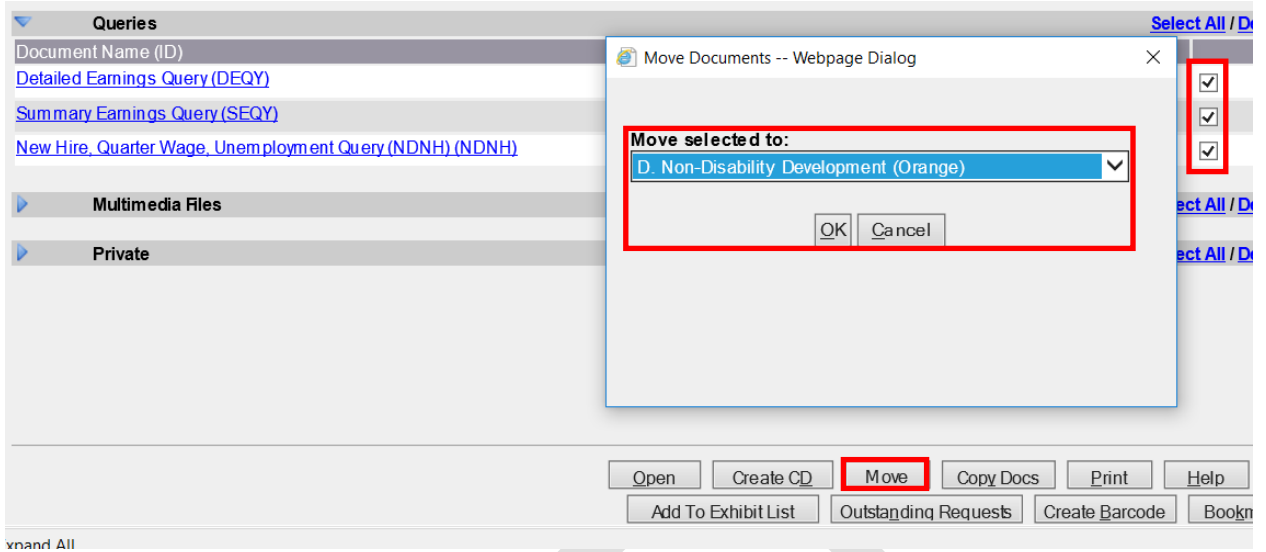 Queries Select All / D
Document Name (ID)
Move Documents -- Webpage Dialog
Detailed Earnings Query (DEQY)
Summary Earnings Query (SEQY)
New Hire, Quarter Wage, Unemployment Query (NDNH) (NDNH)
Move selected to:
D. Non-Disability Development (Orange)
OK Cancel
Multimedia Files ect All / D
Private ect All / D
Open Create CD Move Copy Docs Print Help
Add To Exhibit List Outstanding Requests Create Barcode Bookm
xpand All